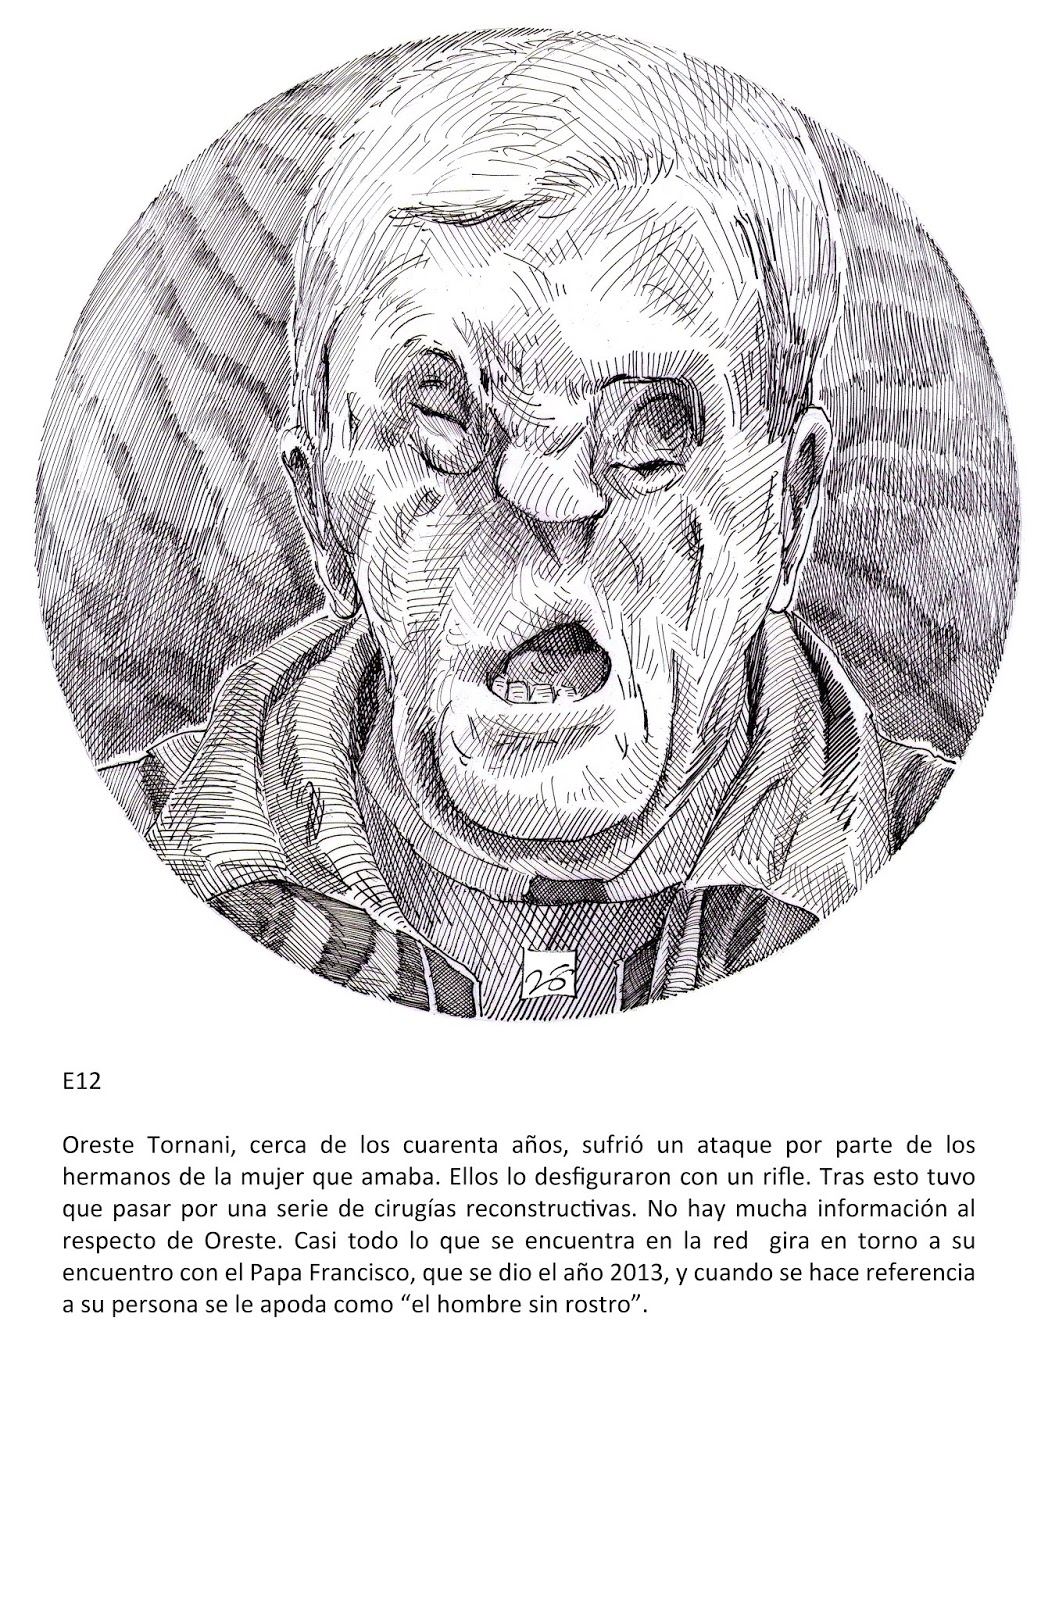 25
E12
Oreste Tornani, cerca de los cuarenta años, sufrió un ataque por parte de los
hermanos de la mujer que amaba. Ellos lo desfiguraron con un rifle. Tras esto tuvo
que pasar por una serie de cirugías reconstructivas. No hay mucha información al
respecto de Oreste. Casi todo lo que se encuentra en la red  gira en torno a su
encuentro con el Papa Francisco, que se dio el año 2013, y cuando se hace referencia
a su persona se le apoda como “el hombre sin rostro”.